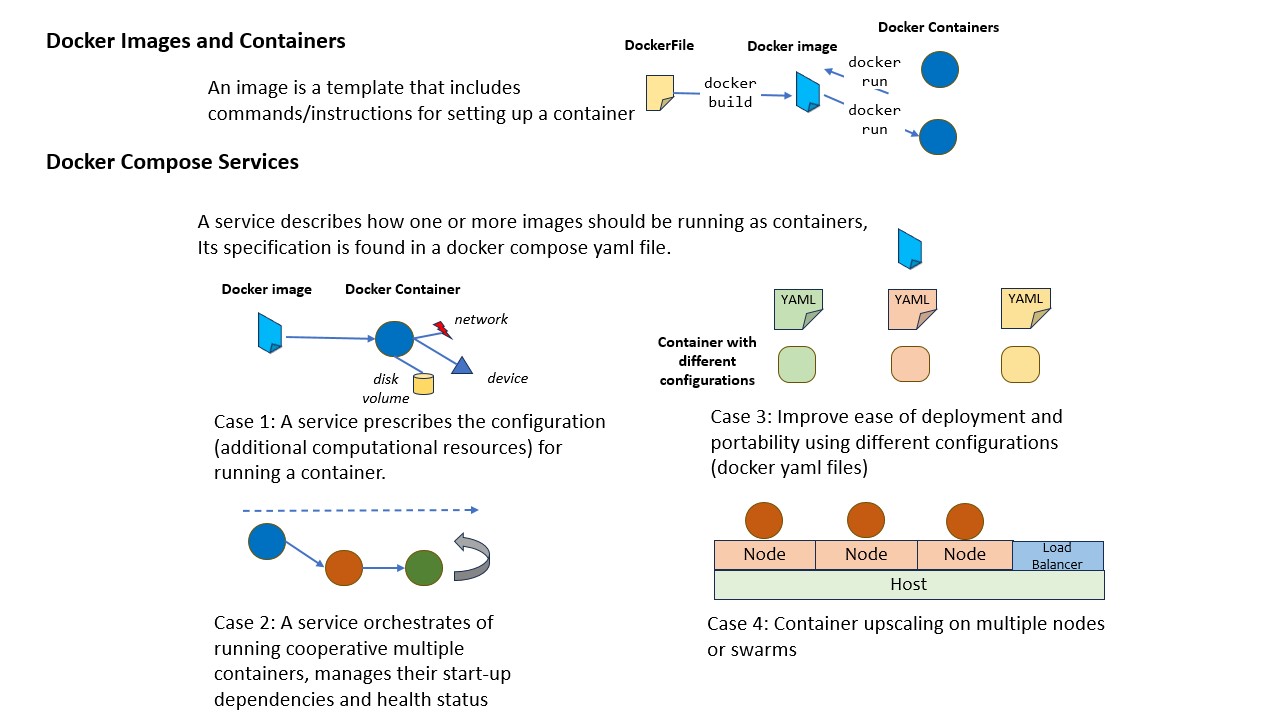 Docker Images and Containers
An image is a template that includes
commands/instructions for setting up a container
DockerFile
docker
build
Docker image
Docker Containers
docker
run
docker
run
Docker Compose Services
A service describes how one or more images should be running as containers,
Its specification is found in a docker compose yaml file.
Docker image
Docker Container
network
device
disk
volume
Case 1: A service prescribes the configuration
(additional computational resources) for
running a container.
YAML
YAML
YAML
Container with
different
configurations
Case 3: Improve ease of deployment and
portability using different configurations
(docker yaml files)
Case 2: A service orchestrates of
running cooperative multiple
containers, manages their start-up
dependencies and health status
Node
Node
Node
Load
Balancer
Host
Case 4: Container upscaling on multiple nodes
or swarms